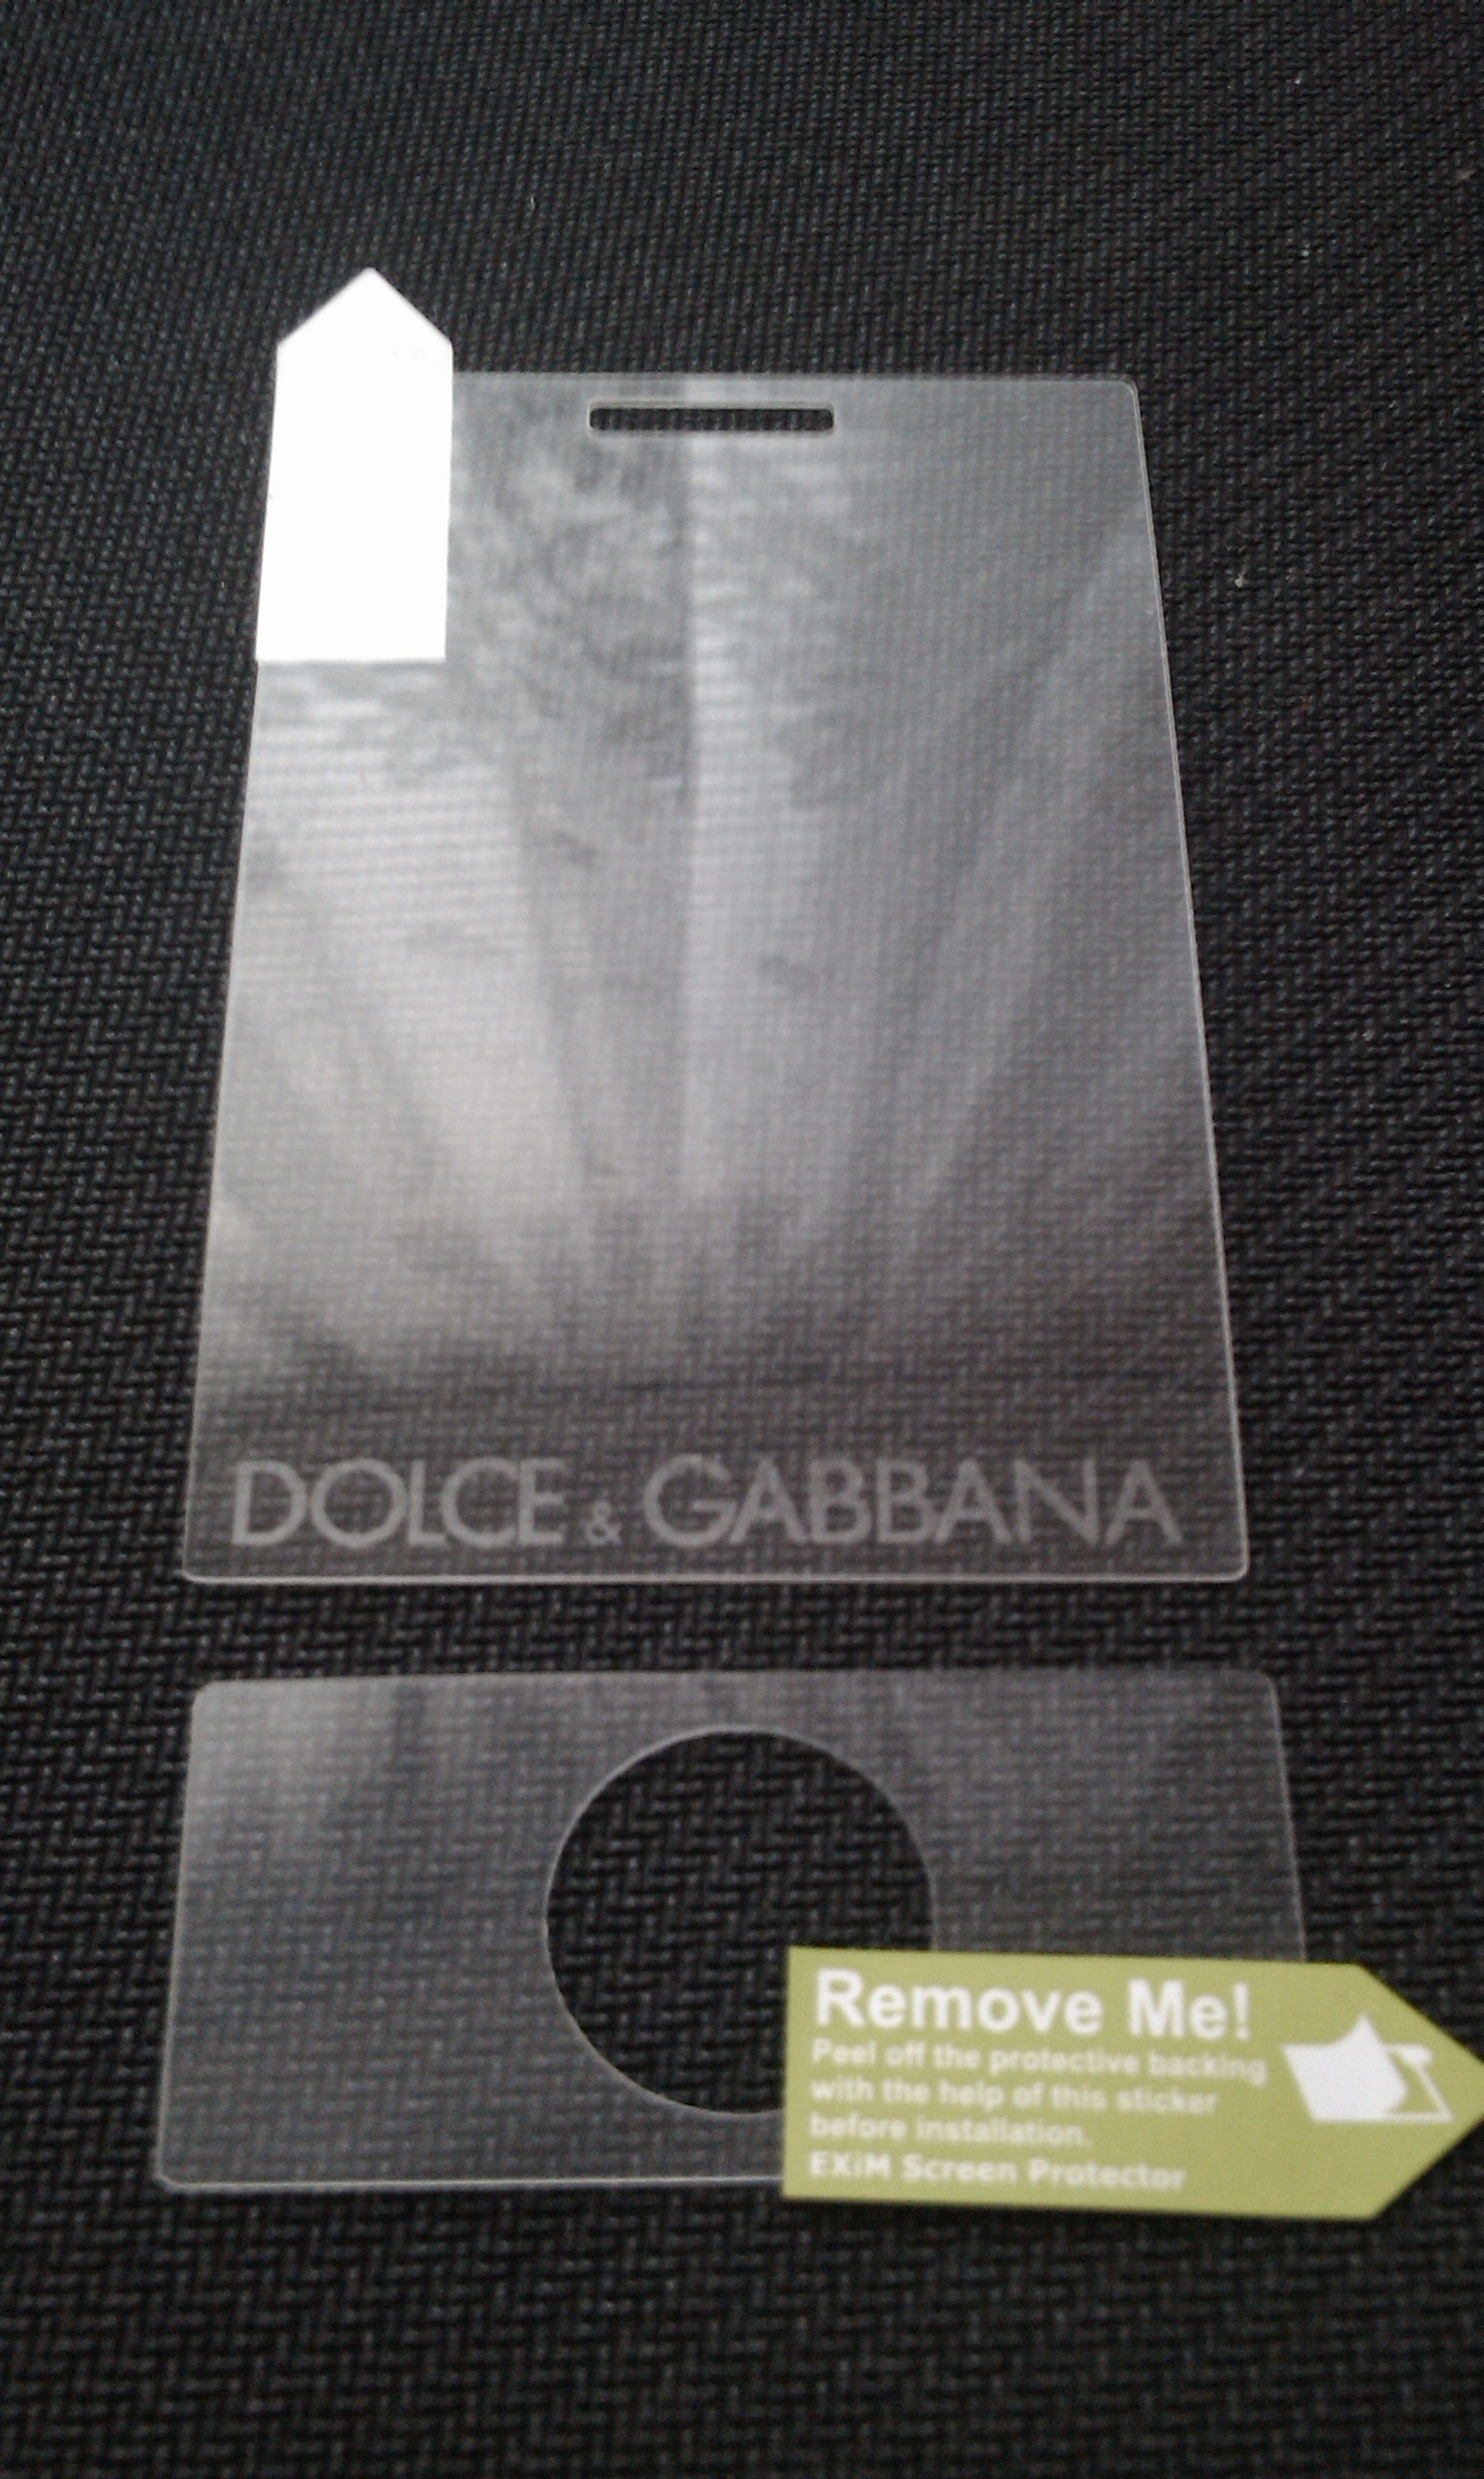 DOLCE & GABBANA
Remove Me!
Peel off the protective backing
with the help of this sticker
before installation.
EXiM Screen Protector